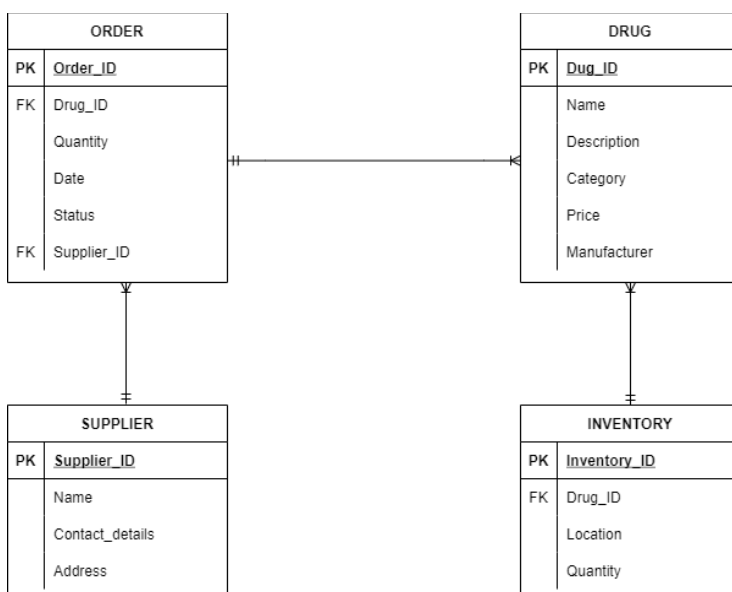 ORDER
PK Order_ID
FK Drug_ID
Quantity
Date
Status
FK Supplier_ID
DRUG
PK Dug_ID
Name
Description
Category
Price
Manufacturer
SUPPLIER
PK Supplier_ID
Name
Contact_details
Address
INVENTORY
PK Inventory_ID
FK Drug_ID
Location
Quantity